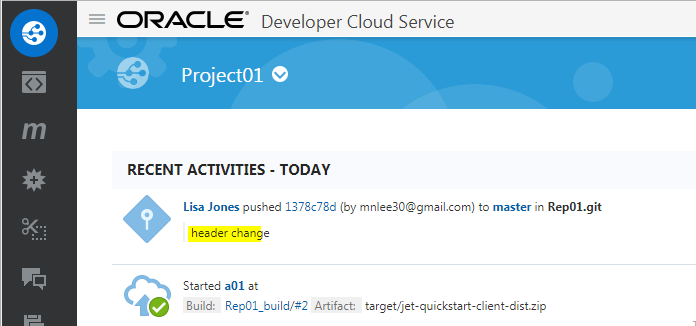 ORACLE® Developer Cloud Service
Project01
m
RECENT ACTIVITIES - TODAY
Lisa Jones pushed 1378c78d (by mnlee30@gmail.com) to master in Rep01.git
header change
Started a01 at
Build: Rep01_build/#2 Artifact: target/jet-quickstart-client-dist.zip